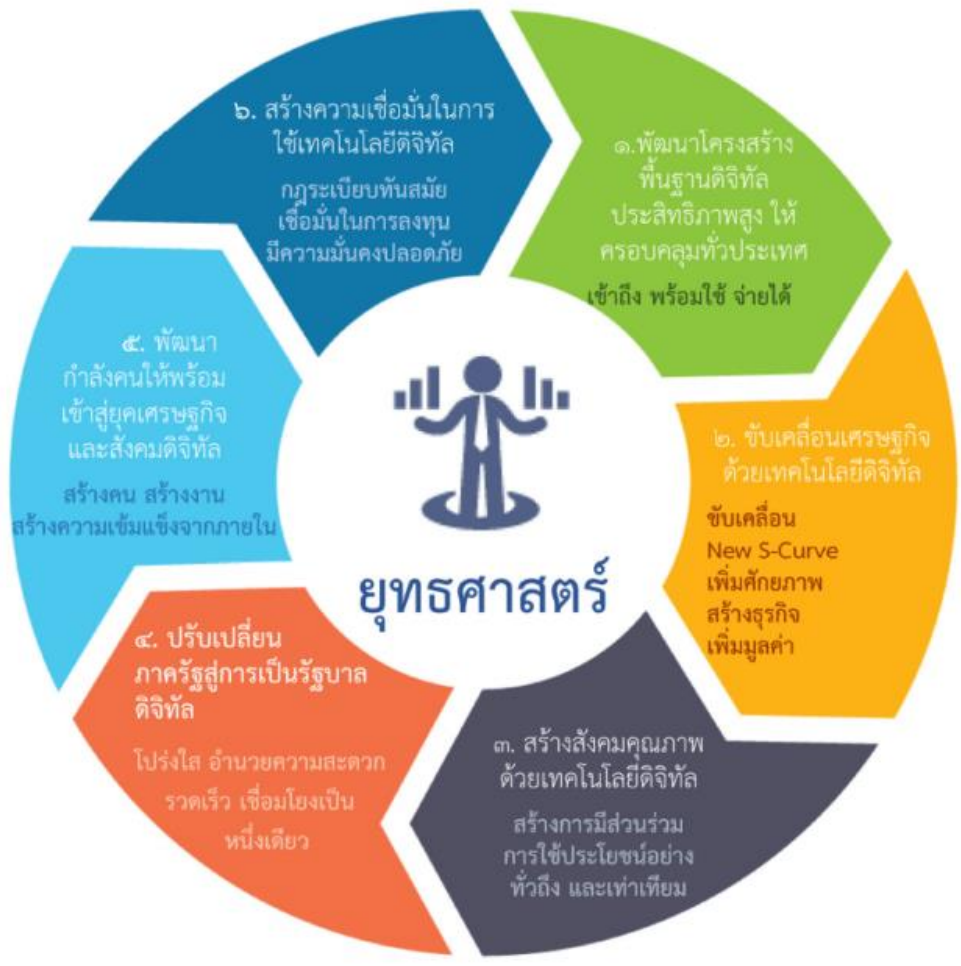 ๑.พัฒนาโครงสร้าง
พื้นฐานดิจิทัล
ประสิทธิภาพสูง ให้
ครอบคลุมทั่วประเทศ
เข้าถึง พร้อมใช้ จ่ายได้
๒. ขับเคลื่อนเศรษฐกิจ
ด้วยเทคโนโลยีดิจิทัล
ขับเคลื่อน
New S-Curve
เพิ่มศักยภาพ
สร้างธุรกิจ
เพิ่มมูลค่า
๓. สร้างสังคมคุณภาพ
ด้วยเทคโนโลยีดิจิทัล
สร้างการมีส่วนร่วม
การใช้ประโยชน์อย่าง
ทั่วถึง และเท่าเทียม
๔. ปรับเปลี่ยน
ภาครัฐสู่การเป็นรัฐบาล
ดิจิทัล
โปร่งใส อำนวยความสะดวก
รวดเร็ว เชื่อมโยงเป็น
หนึ่งเดียว
๕. พัฒนา
กำลังคนให้พร้อม
เข้าสู่ยุคเศรษฐกิจ
และสังคมดิจิทัล
สร้างคน สร้างงาน
สร้างความเข้มแข็งจากภายใน
๖. สร้างความเชื่อมั่นในการ
ใช้เทคโนโลยีดิจิทัล
กฎระเบียบทันสมัย
เชื่อมั่นในการลงทุน
มีความมั่นคงปลอดภัย
ยุทธศาสตร์